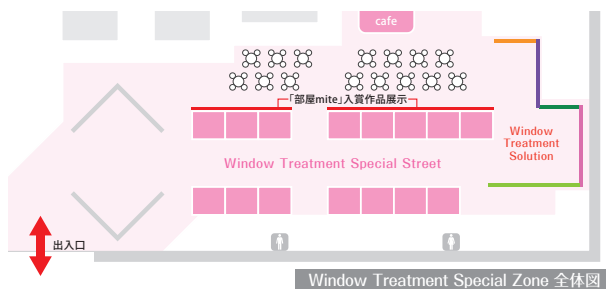 cafe
「部屋mite」入賞作品展示
Window
Treatment
Solution
Window Treatment Special Street
出入口
Window Treatment Special Zone 全体図